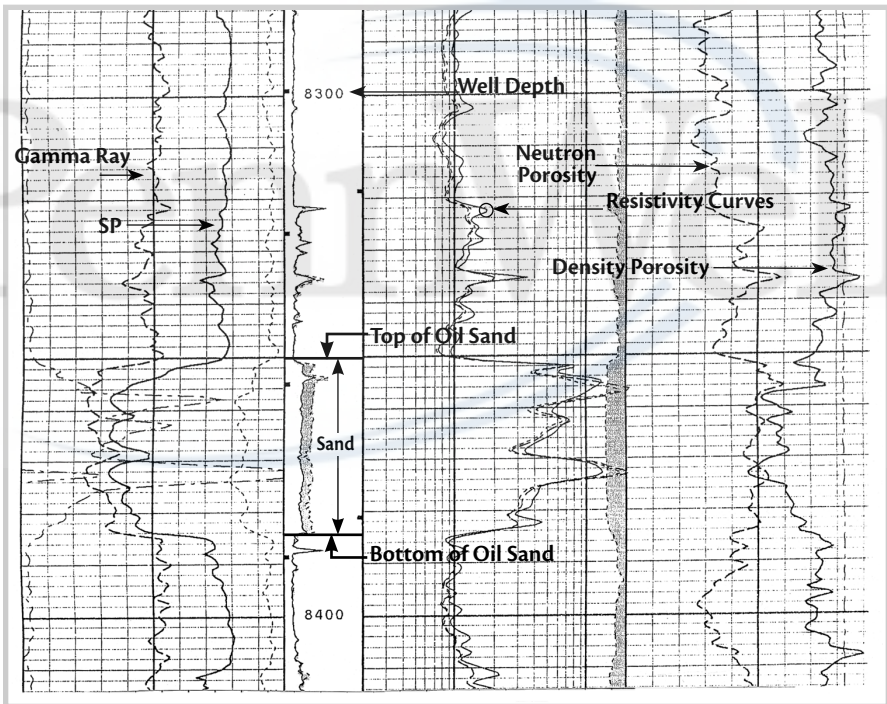 8300
Well Depth
Gamma Ray
Neutron
Porosity
Resistivity Curves
SP
Density Porosity
Top of Oil Sand
Sand
Bottom of Oil Sand
8400
PennWell